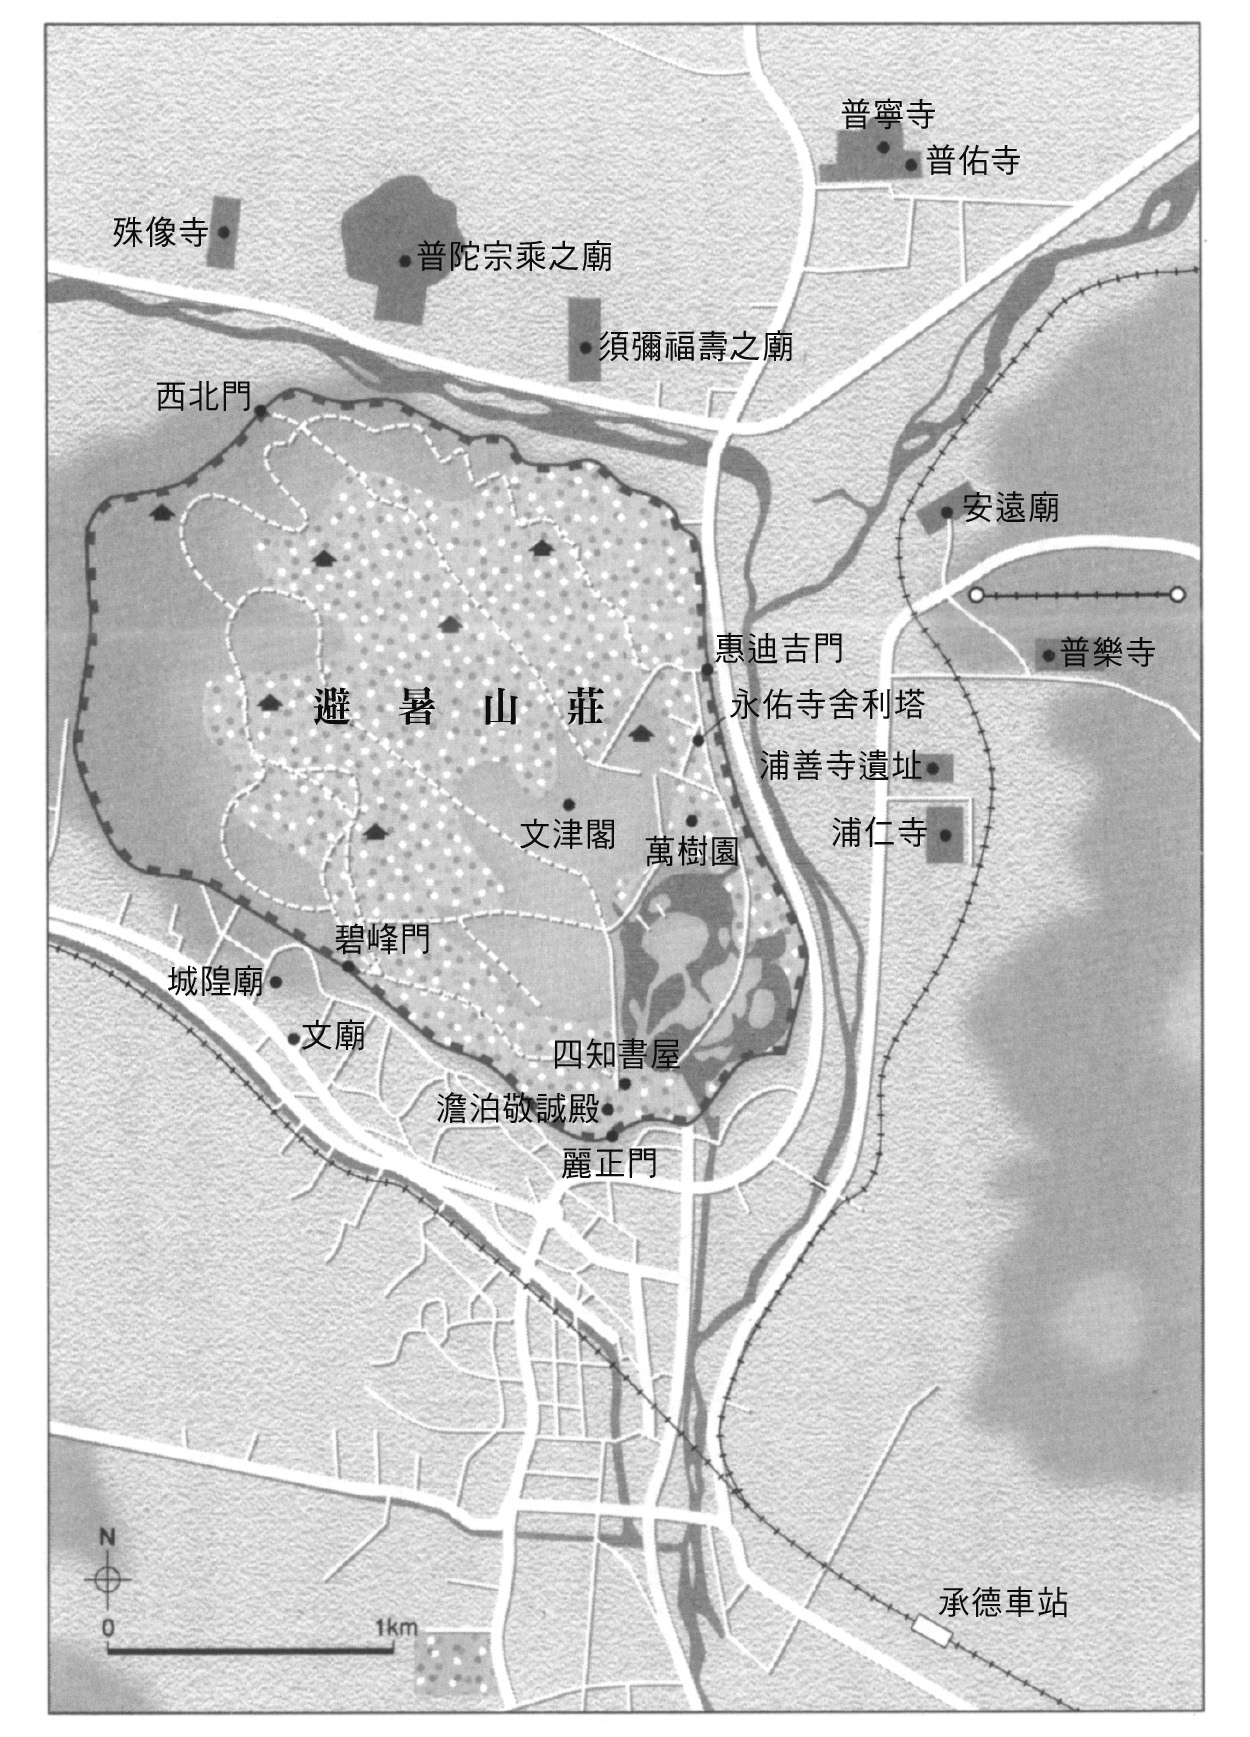 普寧寺
普佑寺
殊像寺
普陀宗乘之廟
須彌福壽之廟
西北門
安遠廟
惠迪吉門
普樂寺
避暑山莊
永佑寺舍利塔
浦善寺遺址
文津閣
萬樹園
浦仁寺
碧峰門
城隍廟
文廟
四知書屋
澹泊敬誠殿
麗正門
N
承德車站
0
1km